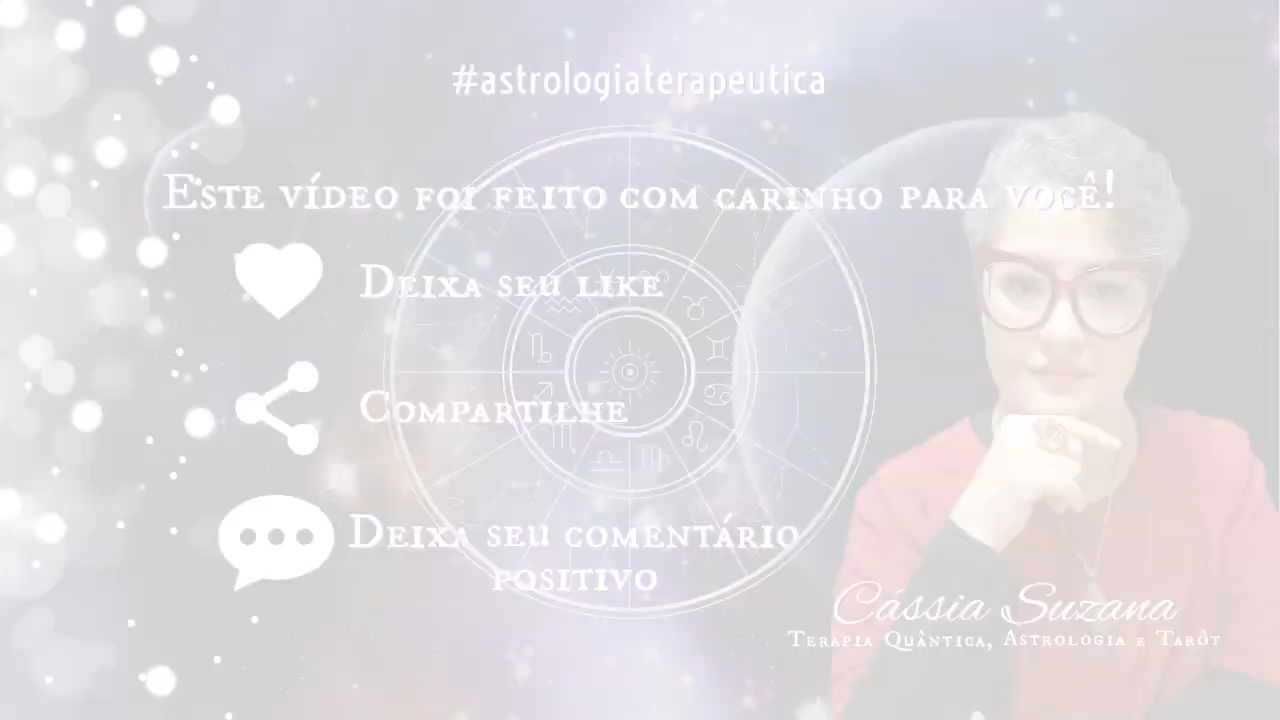 #astrologiaterapeutica
Este vídeo foi feito com carinho para você!
Deixa seu like
Compartilhe
Deixa seu comentário
positivo
Cássia Suzana
Terapia Quântica, Astrologia e Tarôt